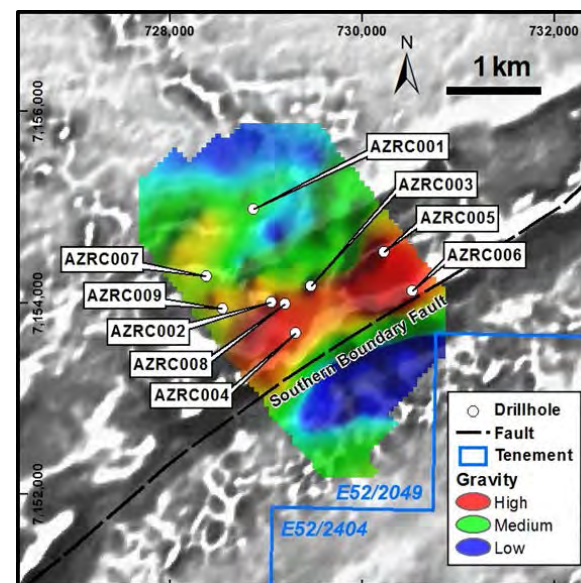 728,000
730,000
732,000
N
1 km
7,156,000
AZRC001
AZRC003
AZRC005
AZRC006
AZRC007
7,154,000
AZRC009
AZRC002
AZRC008
AZRC004
Southern Boundary Fault
7,152,000
E52/2049
E52/2404
Drillhole
Fault
Tenement
Gravity
High
Medium
Low